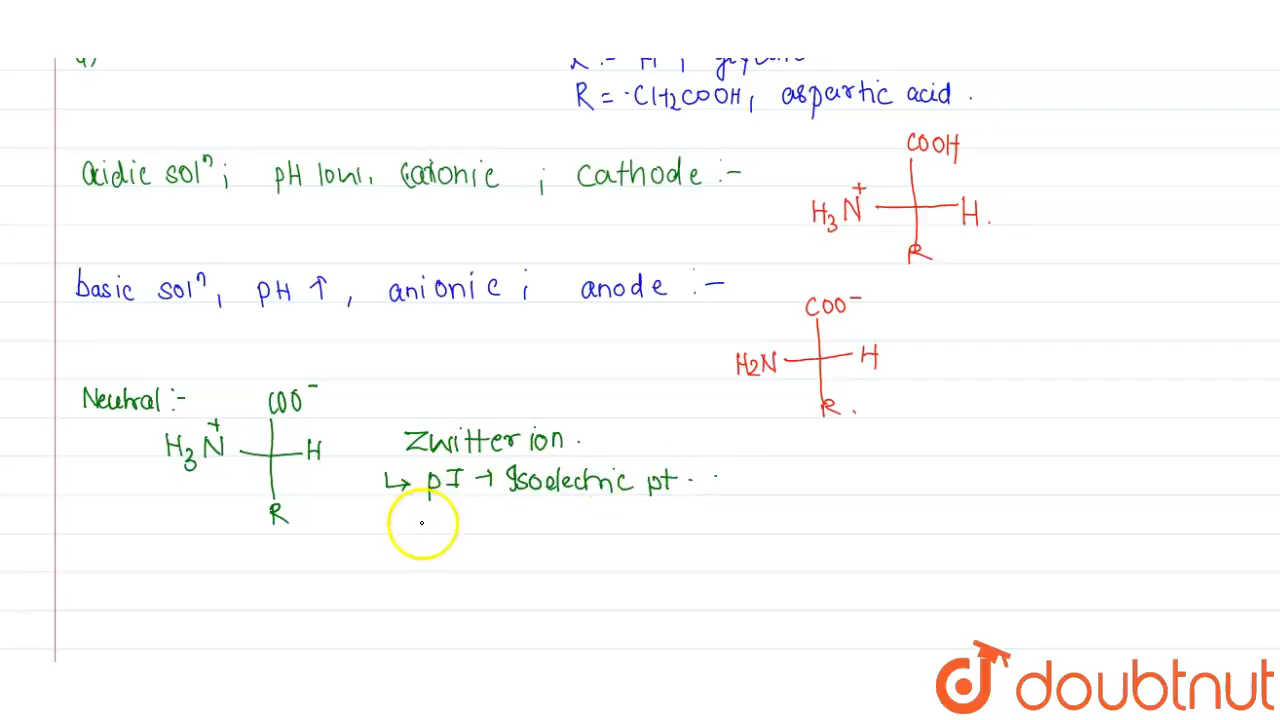 R = -CH2COOH, aspartic acid.
COOH
acidic solⁿ; pH low, cationic ; cathode :-
+
H3N H.
R
basic solⁿ, pH ↑, anionic ; anode :-
COO⁻
H2N H
R.
Neutral :- COO⁻
+
H3N H
Zwitter ion.
↳ pI → Isoelectric pt. .
R
doubtnut